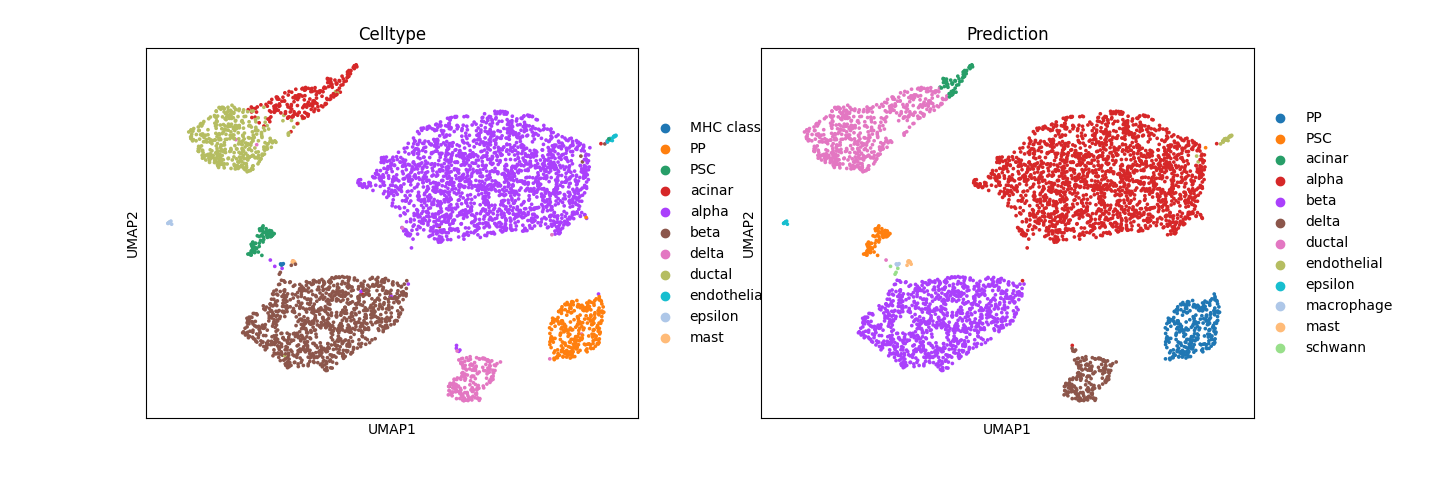 Celltype
UMAP2
UMAP1
MHC class
PP
PSC
acinar
alpha
beta
delta
ductal
endothelia
epsilon
mast
Prediction
UMAP2
UMAP1
PP
PSC
acinar
alpha
beta
delta
ductal
endothelial
epsilon
macrophage
mast
schwann